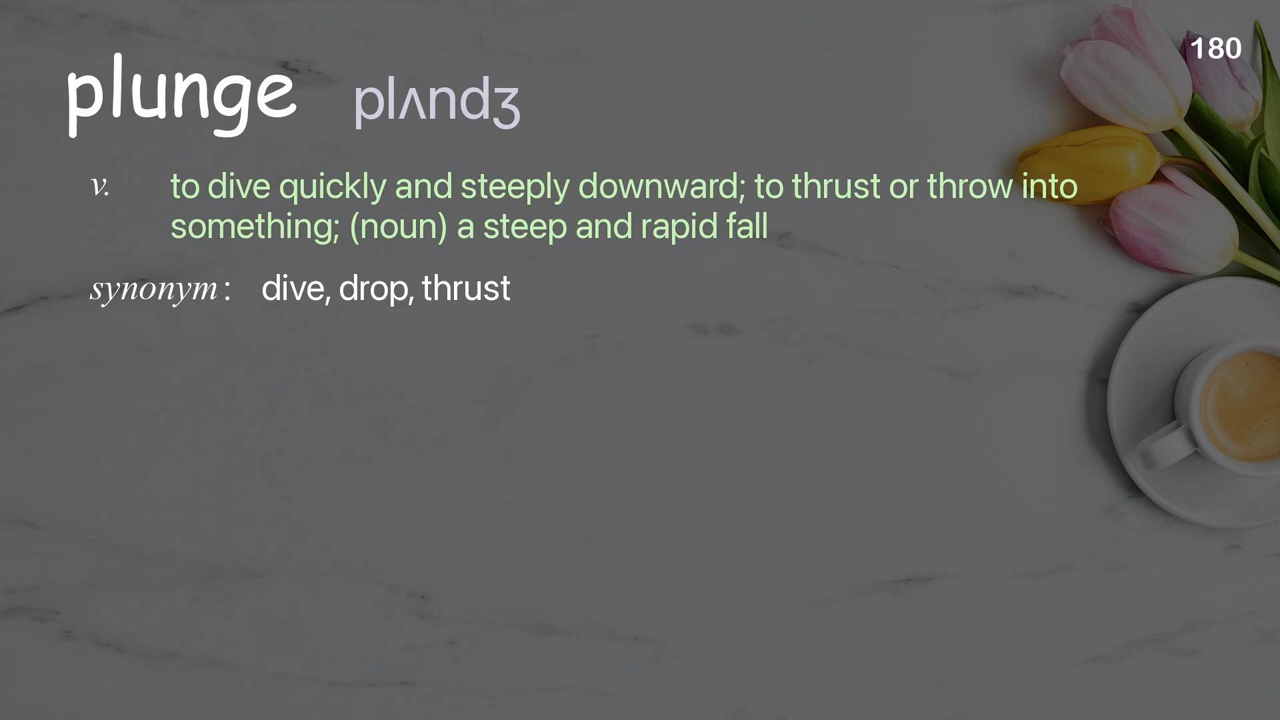 180
plunge plʌndʒ
v. to dive quickly and steeply downward; to thrust or throw into
something; (noun) a steep and rapid fall
synonym: dive, drop, thrust